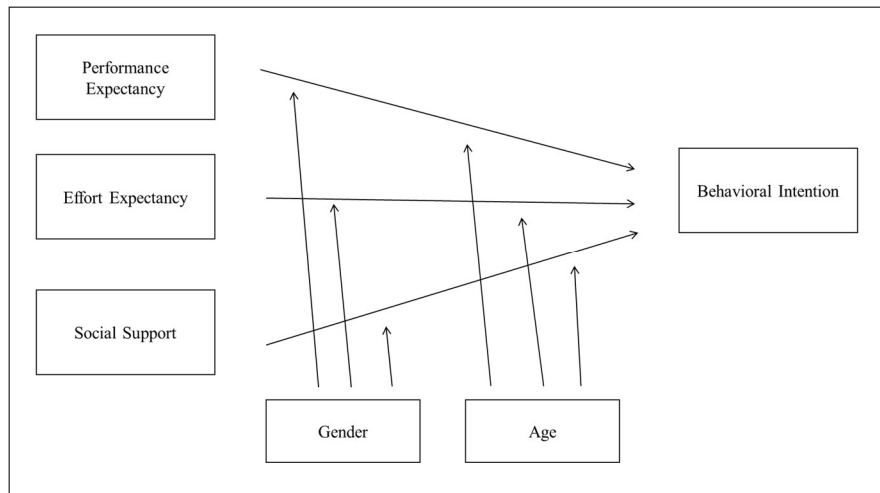 Performance
Expectancy
Effort Expectancy
Behavioral Intention
Social Support
Gender
Age